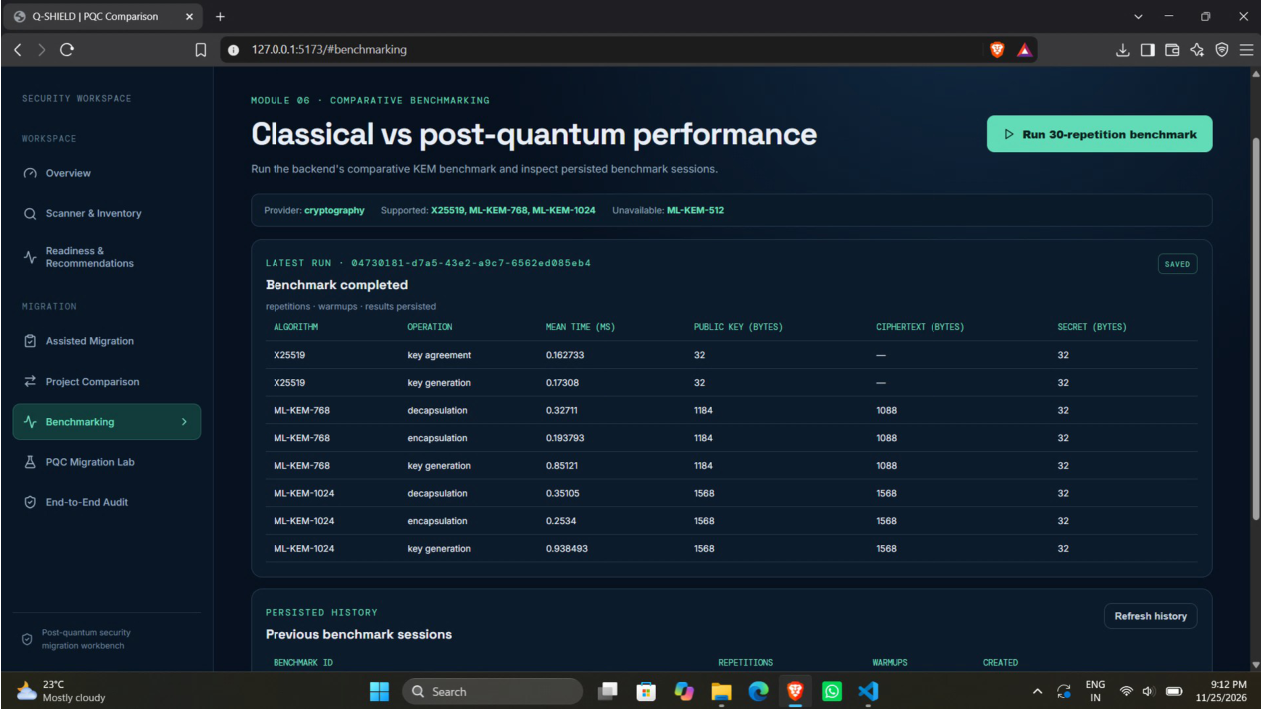 Q-SHIELD | PQC Comparison
127.0.0.1:5173/#benchmarking
SECURITY WORKSPACE
WORKSPACE
Overview
Scanner & Inventory
Readiness &
Recommendations
MIGRATION
Assisted Migration
Project Comparison
Benchmarking
PQC Migration Lab
End-to-End Audit
Post-quantum security
migration workbench
MODULE 06 · COMPARATIVE BENCHMARKING
Classical vs post-quantum performance
Run 30-repetition benchmark
Run the backend's comparative KEM benchmark and inspect persisted benchmark sessions.
Provider: cryptography Supported: X25519, ML-KEM-768, ML-KEM-1024 Unavailable: ML-KEM-512
LATEST RUN · 04730181-d7a5-43e2-a9c7-6562ed085eb4
SAVED
Benchmark completed
repetitions · warmups · results persisted
ALGORITHM OPERATION MEAN TIME (MS) PUBLIC KEY (BYTES) CIPHERTEXT (BYTES) SECRET (BYTES)
X25519 key agreement 0.162733 32 — 32
X25519 key generation 0.17308 32 — 32
ML-KEM-768 decapsulation 0.32711 1184 1088 32
ML-KEM-768 encapsulation 0.193793 1184 1088 32
ML-KEM-768 key generation 0.85121 1184 1088 32
ML-KEM-1024 decapsulation 0.35105 1568 1568 32
ML-KEM-1024 encapsulation 0.2534 1568 1568 32
ML-KEM-1024 key generation 0.938493 1568 1568 32
PERSISTED HISTORY
Refresh history
Previous benchmark sessions
BENCHMARK ID REPETITIONS WARMUPS CREATED
23°C
Mostly cloudy
Search
ENG
IN
9:12 PM
11/25/2026